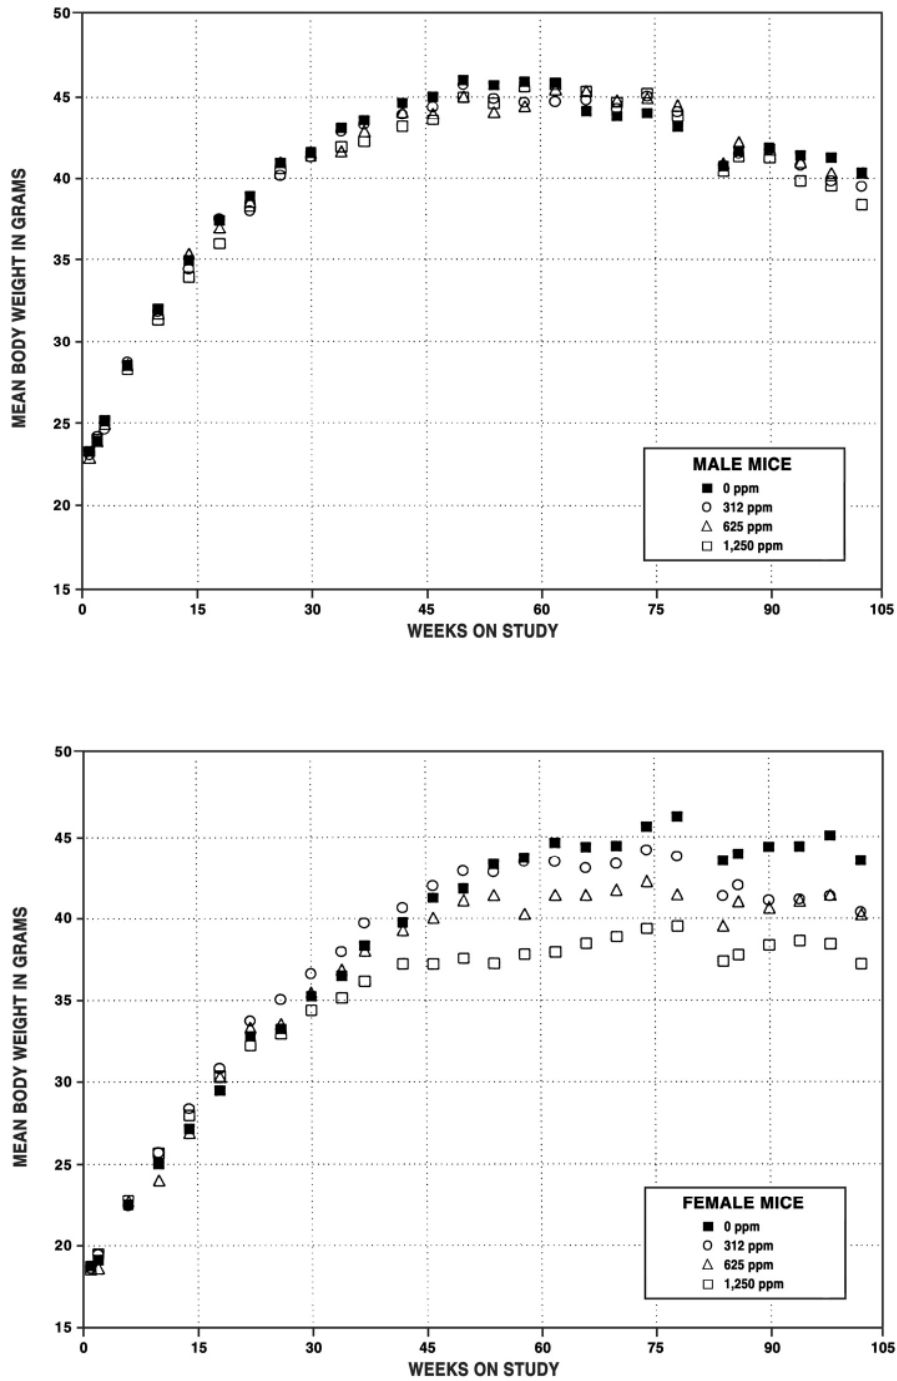 50
45
40
35
30
25
20
15
MEAN BODY WEIGHT IN GRAMS
MALE MICE
0 ppm
312 ppm
625 ppm
1,250 ppm
0 15 30 45 60 75 90 105
WEEKS ON STUDY
50
45
40
35
30
25
20
15
MEAN BODY WEIGHT IN GRAMS
FEMALE MICE
0 ppm
312 ppm
625 ppm
1,250 ppm
0 15 30 45 60 75 90 105
WEEKS ON STUDY